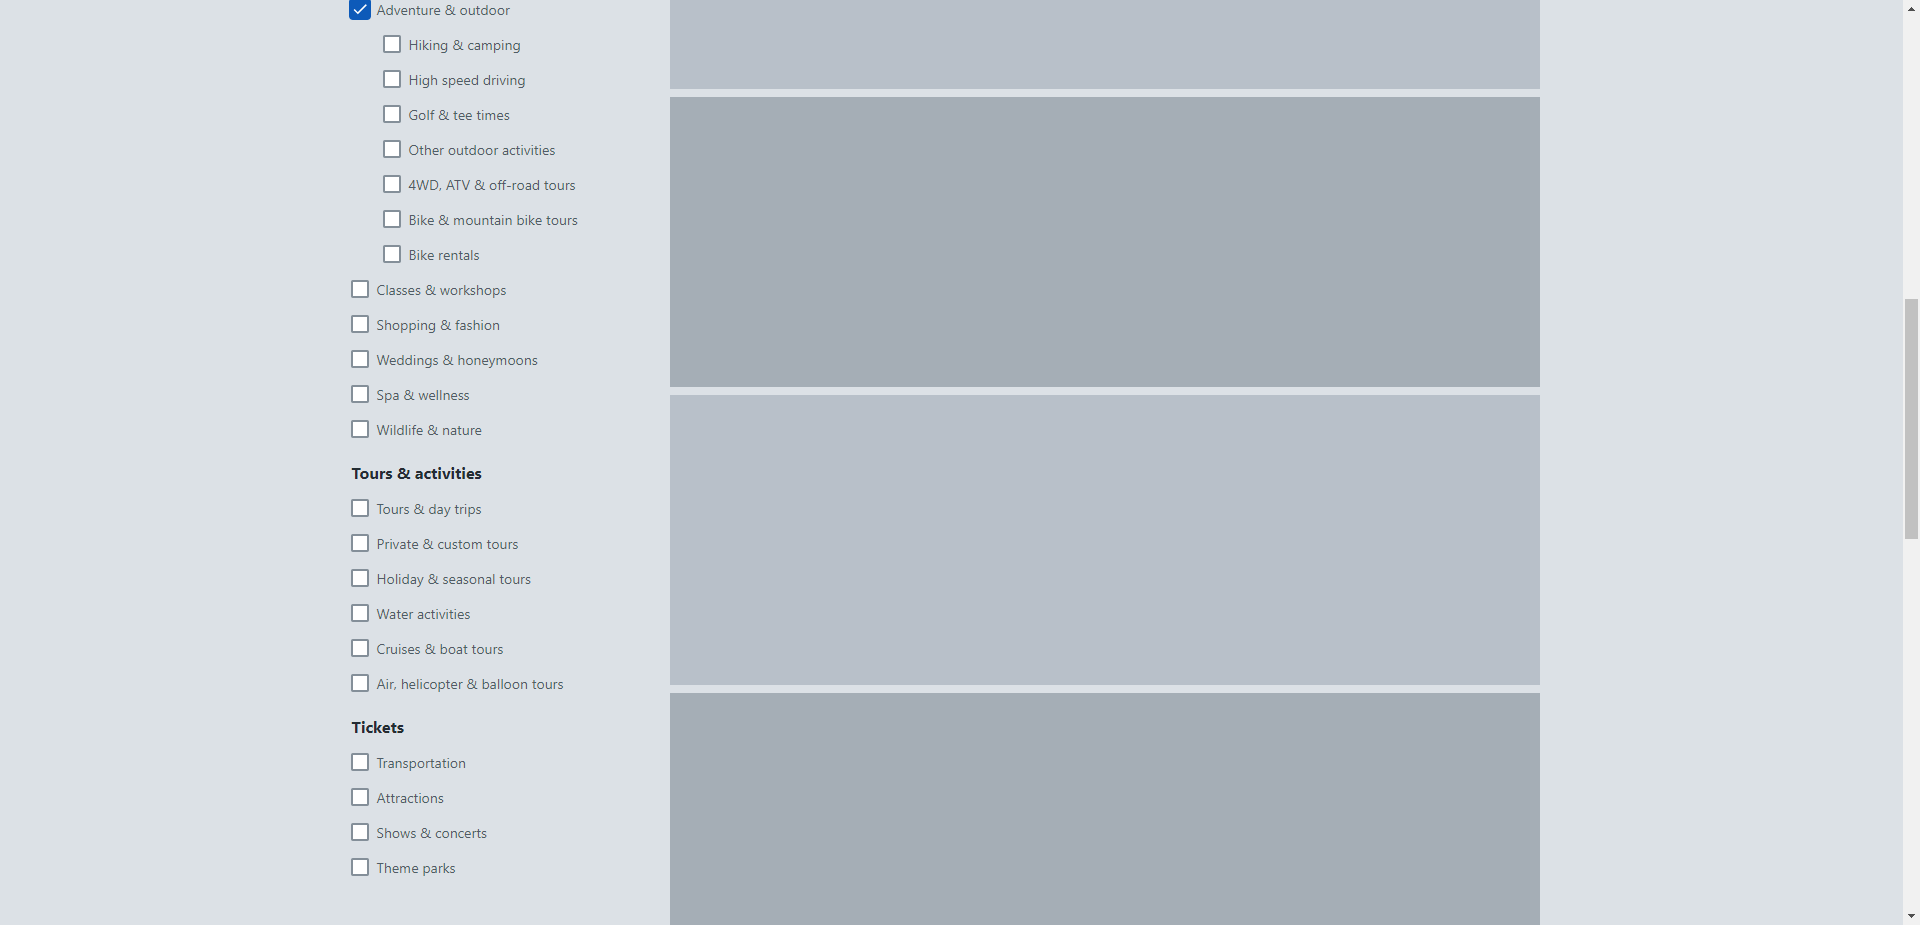 Adventure & outdoor
Hiking & camping
High speed driving
Golf & tee times
Other outdoor activities
4WD, ATV & off-road tours
Bike & mountain bike tours
Bike rentals
Classes & workshops
Shopping & fashion
Weddings & honeymoons
Spa & wellness
Wildlife & nature
Tours & activities
Tours & day trips
Private & custom tours
Holiday & seasonal tours
Water activities
Cruises & boat tours
Air, helicopter & balloon tours
Tickets
Transportation
Attractions
Shows & concerts
Theme parks